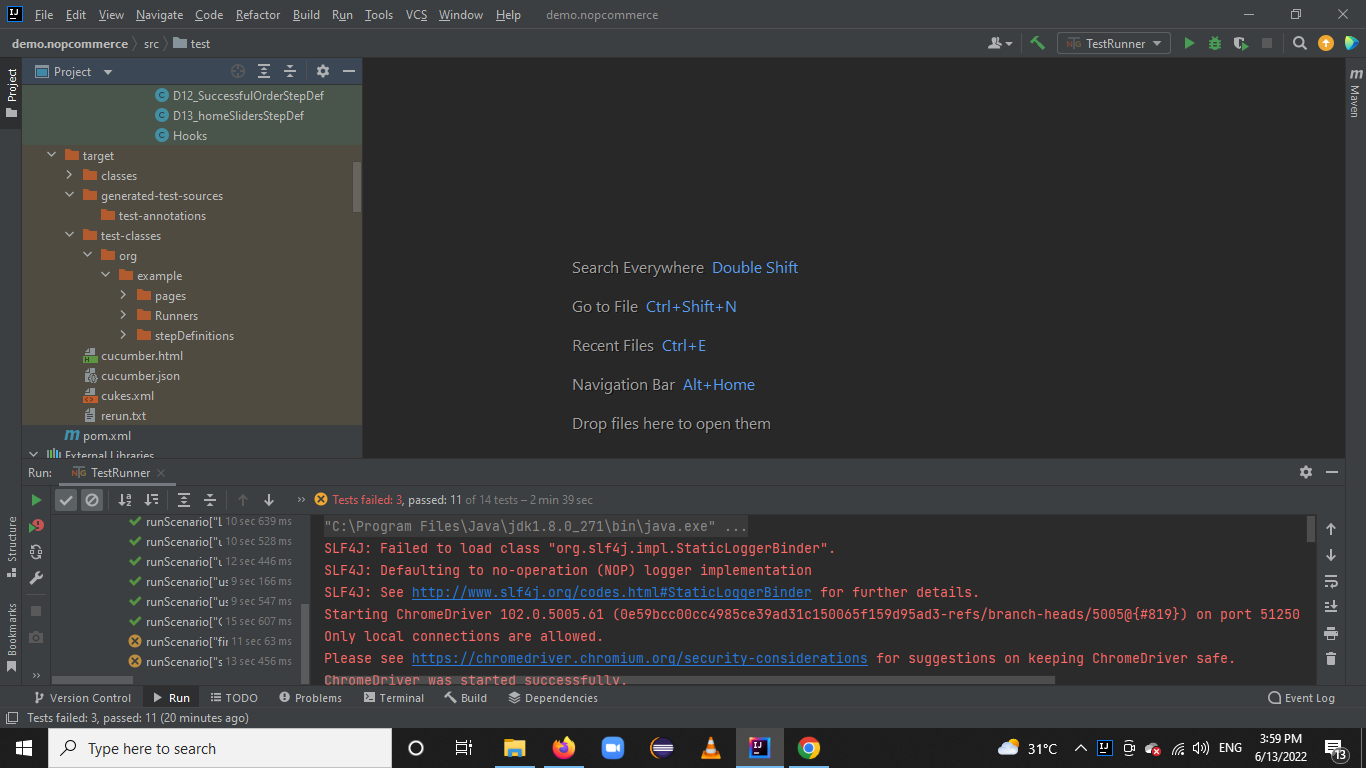 File Edit View Navigate Code Refactor Build Run Tools VCS Window Help demo.nopcommerce
demo.nopcommerce src test
TestRunner
Project
D12_SuccessfulOrderStepDef
D13_homeSlidersStepDef
Hooks
target
classes
generated-test-sources
test-annotations
test-classes
org
example
pages
Runners
stepDefinitions
cucumber.html
cucumber.json
cukes.xml
rerun.txt
pom.xml
External Libraries
Project
Structure
Bookmarks
Maven
Search Everywhere Double Shift
Go to File Ctrl+Shift+N
Recent Files Ctrl+E
Navigation Bar Alt+Home
Drop files here to open them
Run: TestRunner
Tests failed: 3, passed: 11 of 14 tests – 2 min 39 sec
runScenario["L 10 sec 639 ms
runScenario["u 10 sec 528 ms
runScenario["u 12 sec 446 ms
runScenario["us 9 sec 166 ms
runScenario["us 9 sec 547 ms
runScenario["C 15 sec 607 ms
runScenario["fir 11 sec 63 ms
runScenario["s 13 sec 456 ms
"C:\Program Files\Java\jdk1.8.0_271\bin\java.exe" ...
SLF4J: Failed to load class "org.slf4j.impl.StaticLoggerBinder".
SLF4J: Defaulting to no-operation (NOP) logger implementation
SLF4J: See http://www.slf4j.org/codes.html#StaticLoggerBinder for further details.
Starting ChromeDriver 102.0.5005.61 (0e59bcc00cc4985ce39ad31c150065f159d95ad3-refs/branch-heads/5005@{#819}) on port 51250
Only local connections are allowed.
Please see https://chromedriver.chromium.org/security-considerations for suggestions on keeping ChromeDriver safe.
ChromeDriver was started successfully.
Version Control Run TODO Problems Terminal Build Dependencies Event Log
Tests failed: 3, passed: 11 (20 minutes ago)
Type here to search
31°C
ENG
3:59 PM
6/13/2022
13